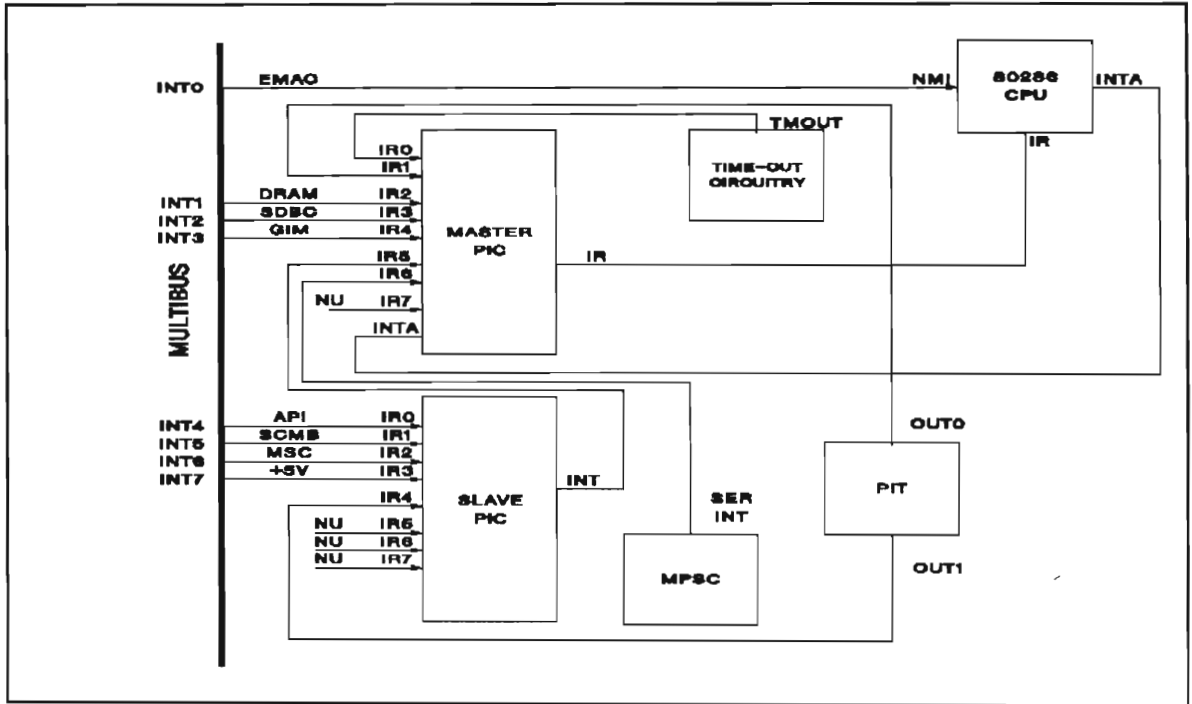 INT0 EMAO NMI 80286 CPU INTA
IR
TMOUT
TIME-OUT CIRCUITRY
IR0
IR1
INT1 DRAM IR2
INT2 SDBC IR3
INT3 GIM IR4
MASTER PIC
IR
IR5
IR6
NU IR7
INTA
MULTIBUS
INT4 API IR0
INT5 SCMB IR1
INT6 MSC IR2
INT7 +5V IR3
IR4
NU IR5
NU IR6
NU IR7
SLAVE PIC
INT
SER INT
MPSC
OUT0
PIT
OUT1